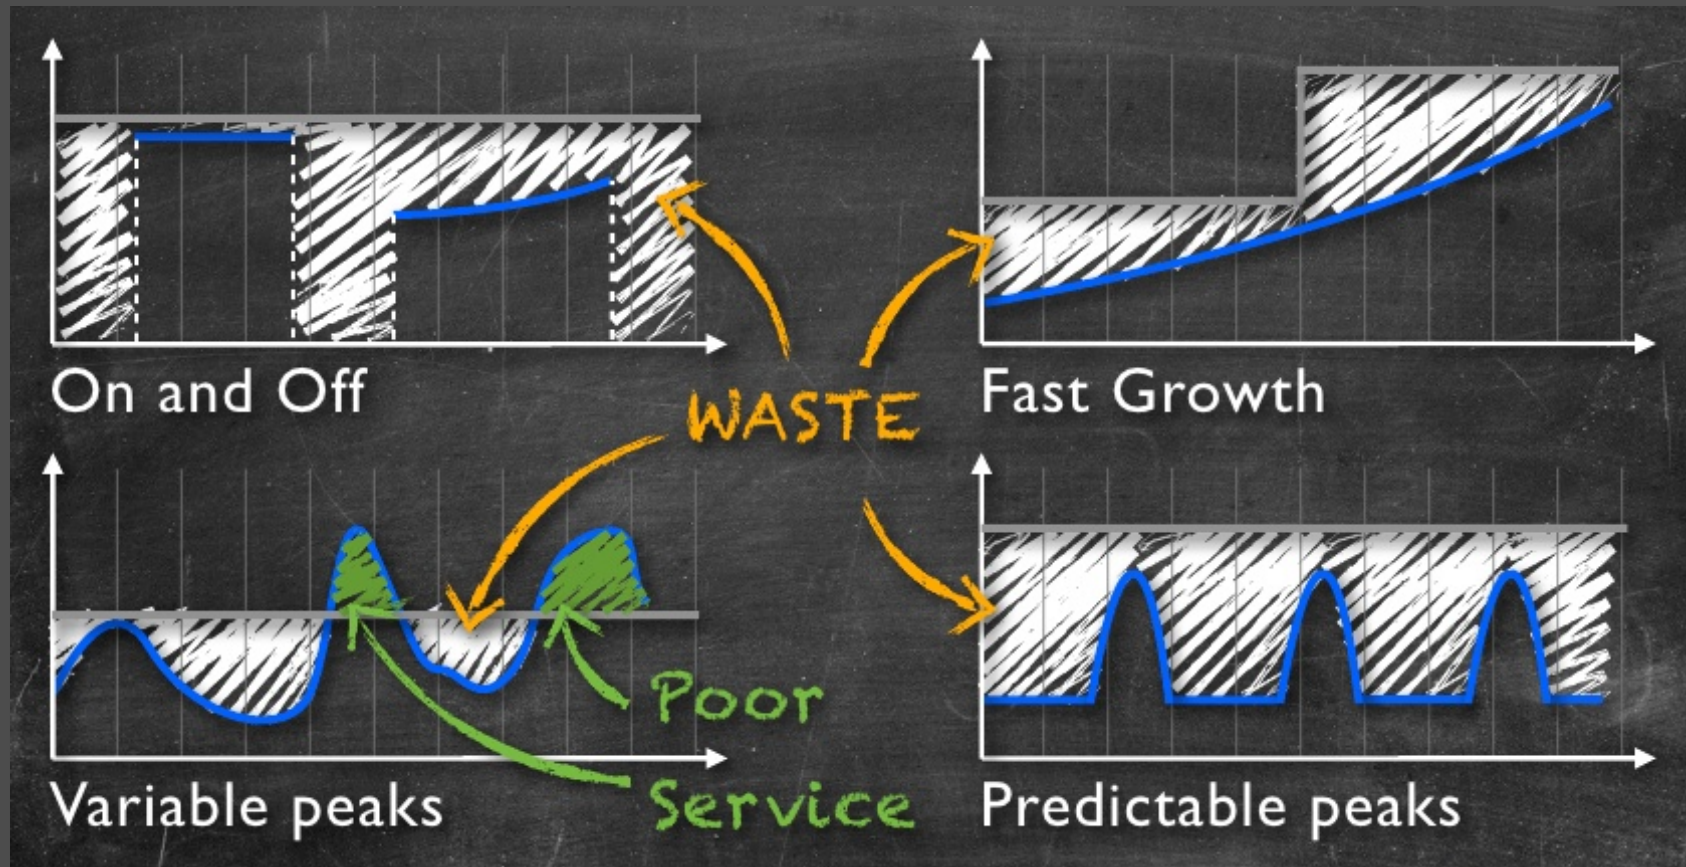 On and Off
Fast Growth
WASTE
Variable peaks
Poor
Service
Predictable peaks